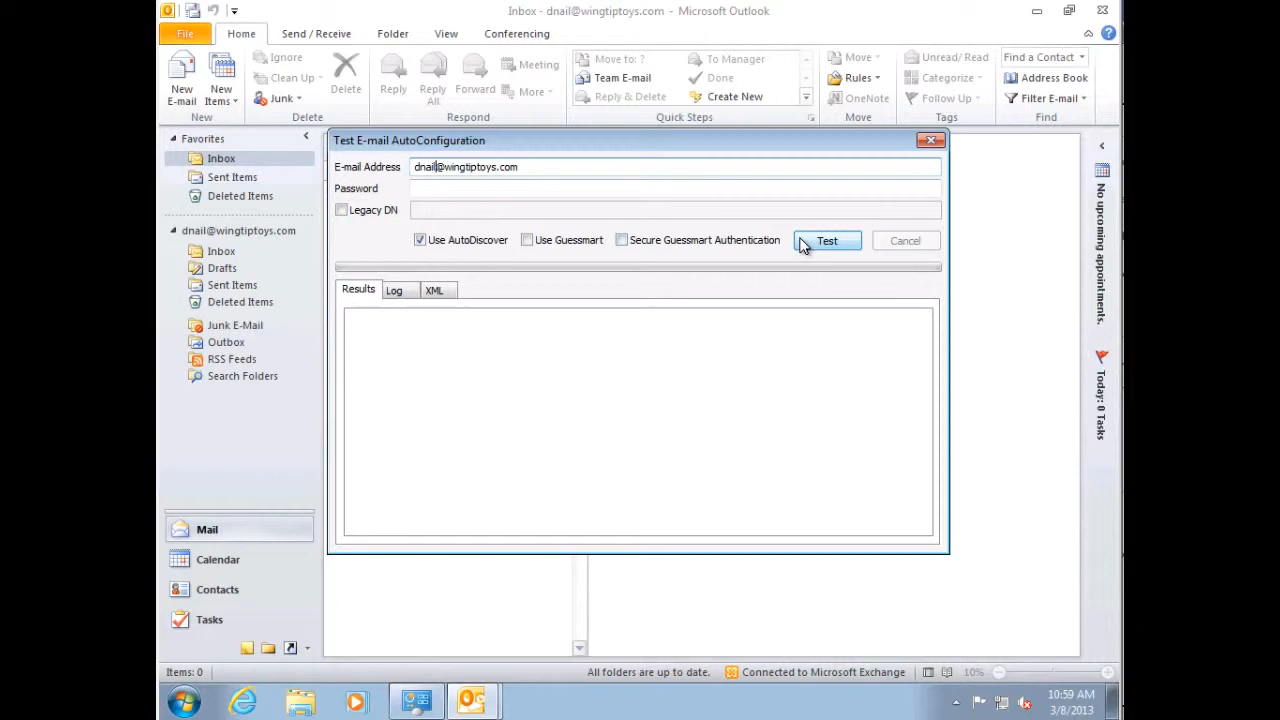 Inbox - dnail@wingtiptoys.com - Microsoft Outlook
File Home Send / Receive Folder View Conferencing
New E-mail
New Items
New
Ignore
Clean Up
Junk
Delete
Delete
Reply
Reply All
Forward
Meeting
More
Respond
Move to: ?
Team E-mail
Reply & Delete
To Manager
Done
Create New
Quick Steps
Move
Rules
OneNote
Move
Unread/ Read
Categorize
Follow Up
Tags
Find a Contact
Address Book
Filter E-mail
Find
Favorites
Inbox
Sent Items
Deleted Items
dnail@wingtiptoys.com
Inbox
Drafts
Sent Items
Deleted Items
Junk E-Mail
Outbox
RSS Feeds
Search Folders
Mail
Calendar
Contacts
Tasks
Test E-mail AutoConfiguration
E-mail Address dnail@wingtiptoys.com
Password
Legacy DN
Use AutoDiscover Use Guessmart Secure Guessmart Authentication Test Cancel
Results Log XML
No upcoming appointments.
Today: 0 Tasks
Items: 0 All folders are up to date. Connected to Microsoft Exchange 10%
10:59 AM
3/8/2013